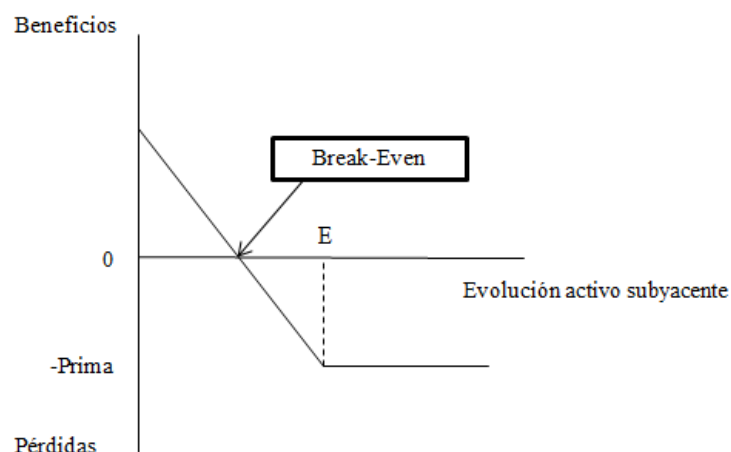 Beneficios
Break-Even
E
0
Evolución activo subyacente
-Prima
Pérdidas